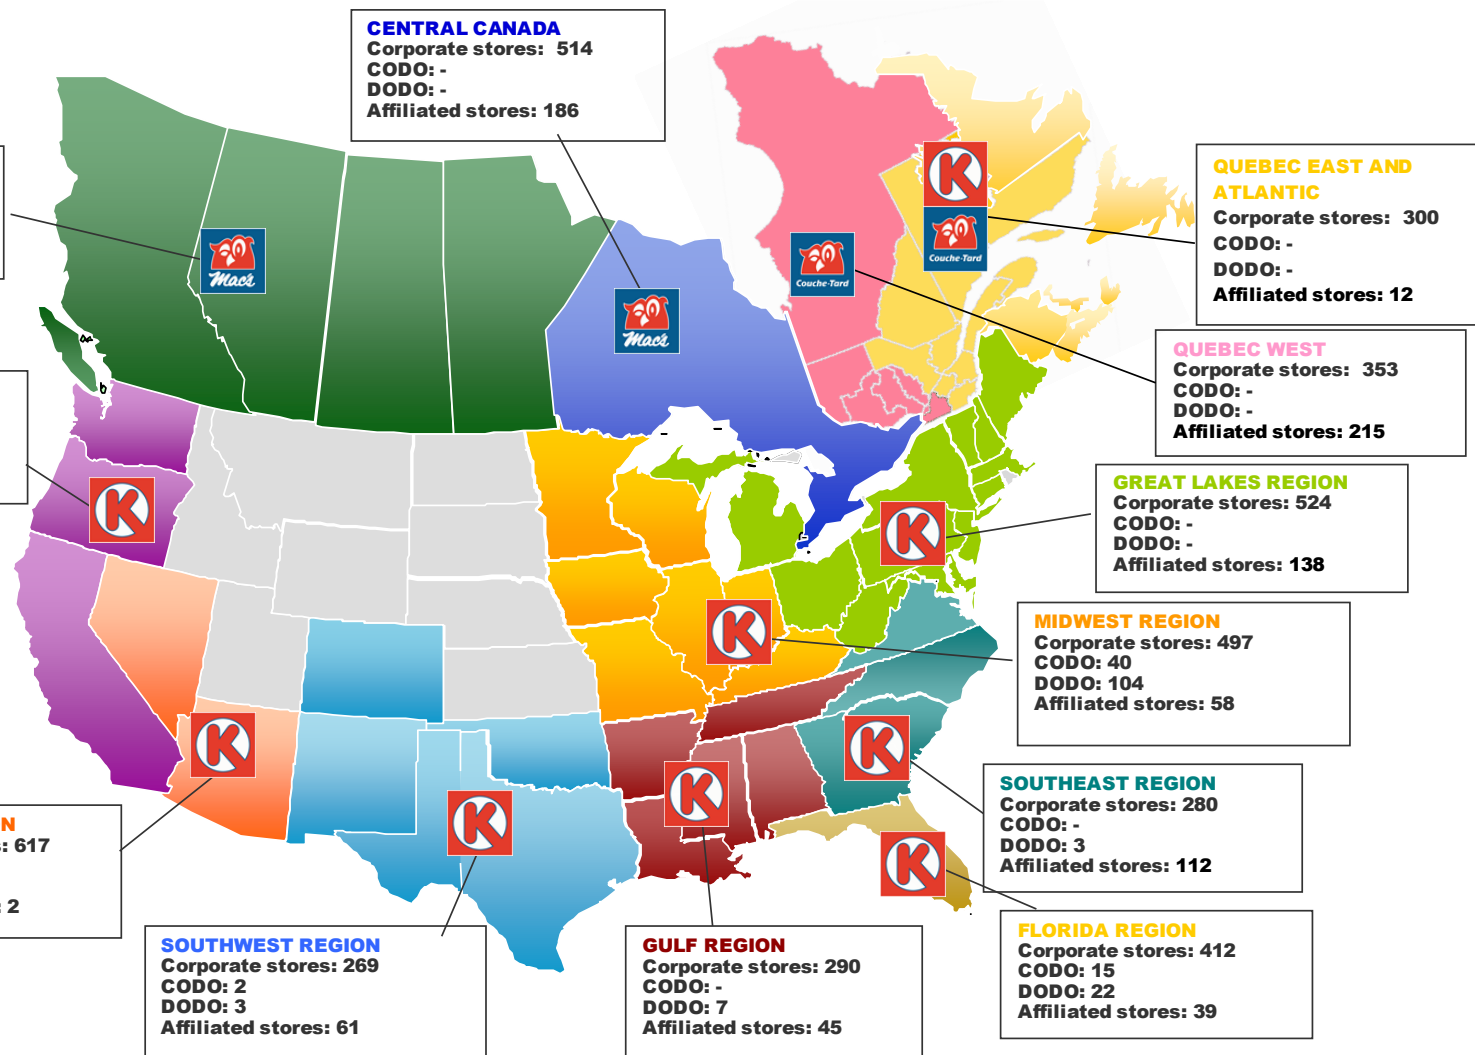 CENTRAL CANADA
Corporate stores: 514
CODO: -
DODO: -
Affiliated stores: 186
QUEBEC EAST AND
ATLANTIC
Corporate stores: 300
CODO: -
DODO: -
Affiliated stores: 12
K
Couche-Tard
Mac's
Couche-Tard
Mac's
QUEBEC WEST
Corporate stores: 353
CODO: -
DODO: -
Affiliated stores: 215
GREAT LAKES REGION
Corporate stores: 524
CODO: -
DODO: -
Affiliated stores: 138
K
K
MIDWEST REGION
Corporate stores: 497
CODO: 40
DODO: 104
Affiliated stores: 58
K
K
K
SOUTHEAST REGION
Corporate stores: 280
CODO: -
DODO: 3
Affiliated stores: 112
K
K
N
s: 617
: 2
K
FLORIDA REGION
Corporate stores: 412
CODO: 15
DODO: 22
Affiliated stores: 39
SOUTHWEST REGION
Corporate stores: 269
CODO: 2
DODO: 3
Affiliated stores: 61
GULF REGION
Corporate stores: 290
CODO: -
DODO: 7
Affiliated stores: 45